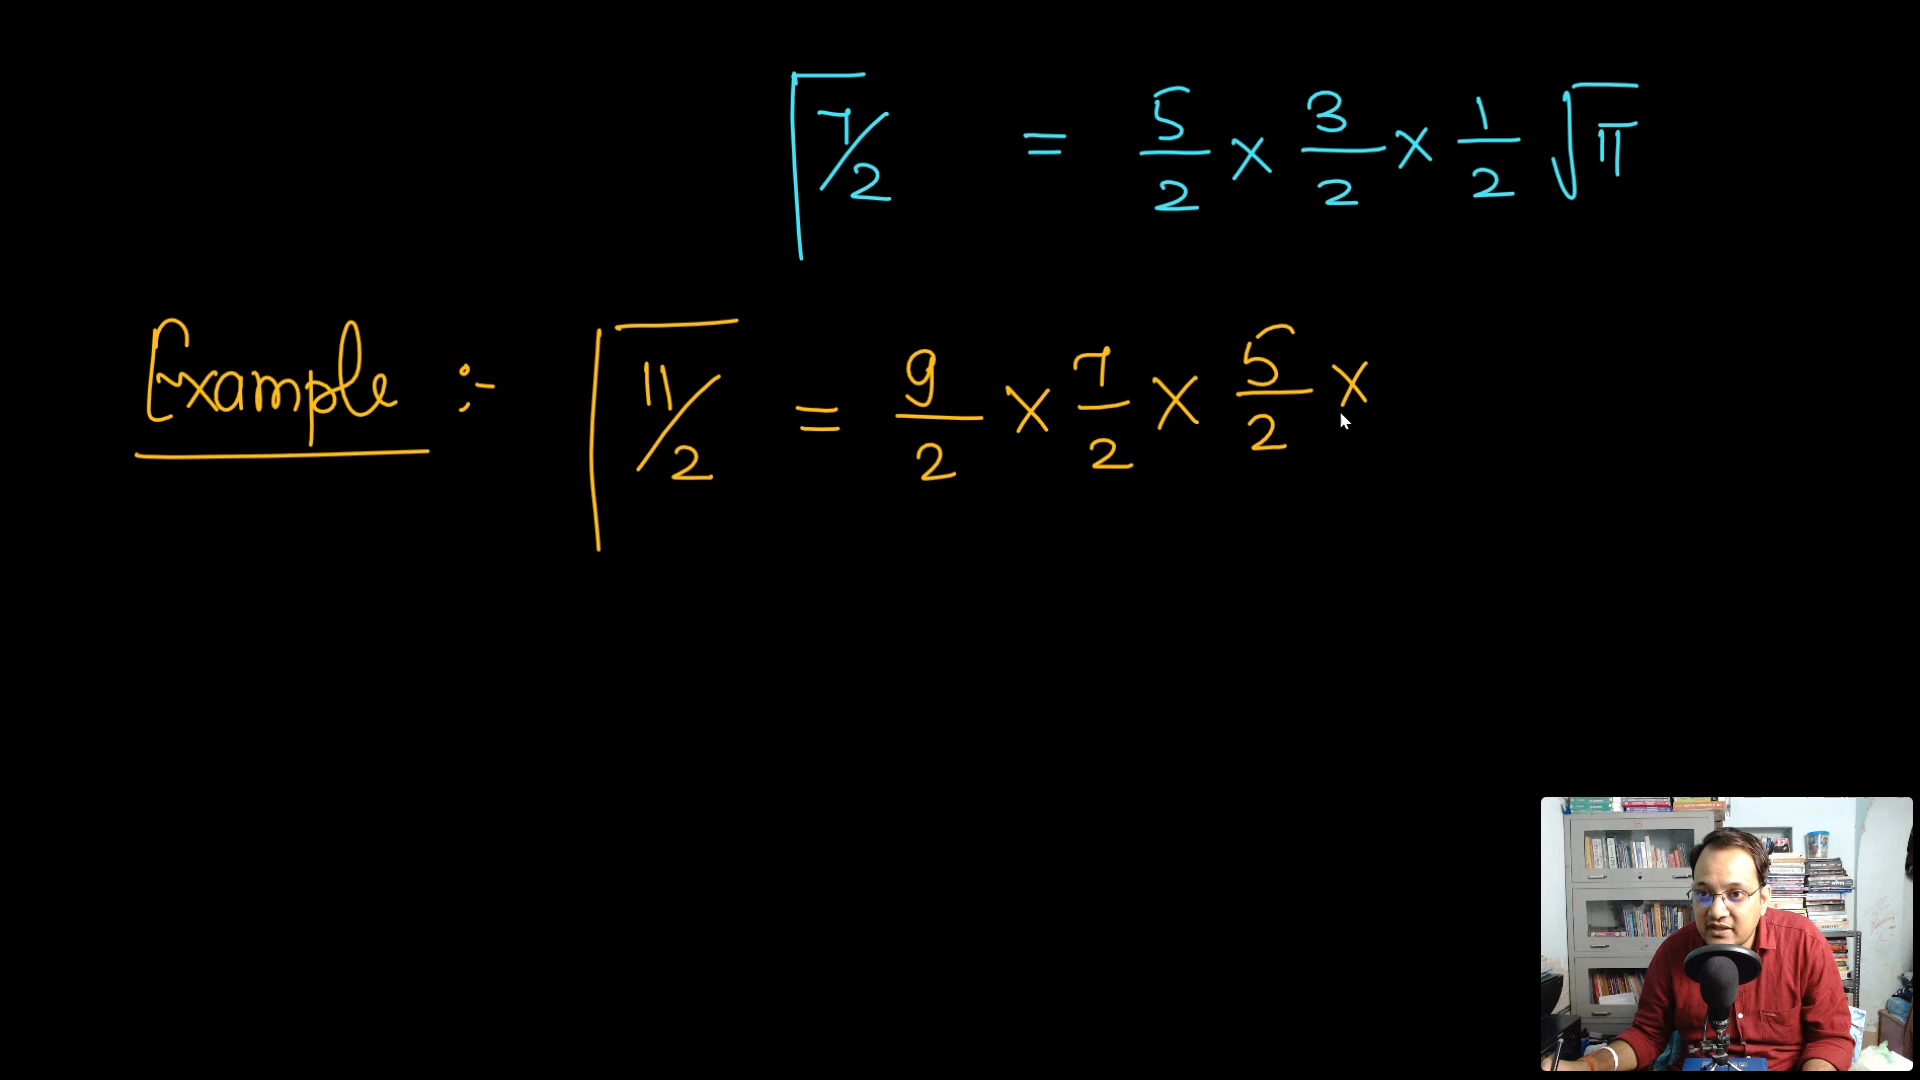 Γ7/2 = 5/2 × 3/2 × 1/2 √π
Example :- Γ11/2 = 9/2 × 7/2 × 5/2 ×